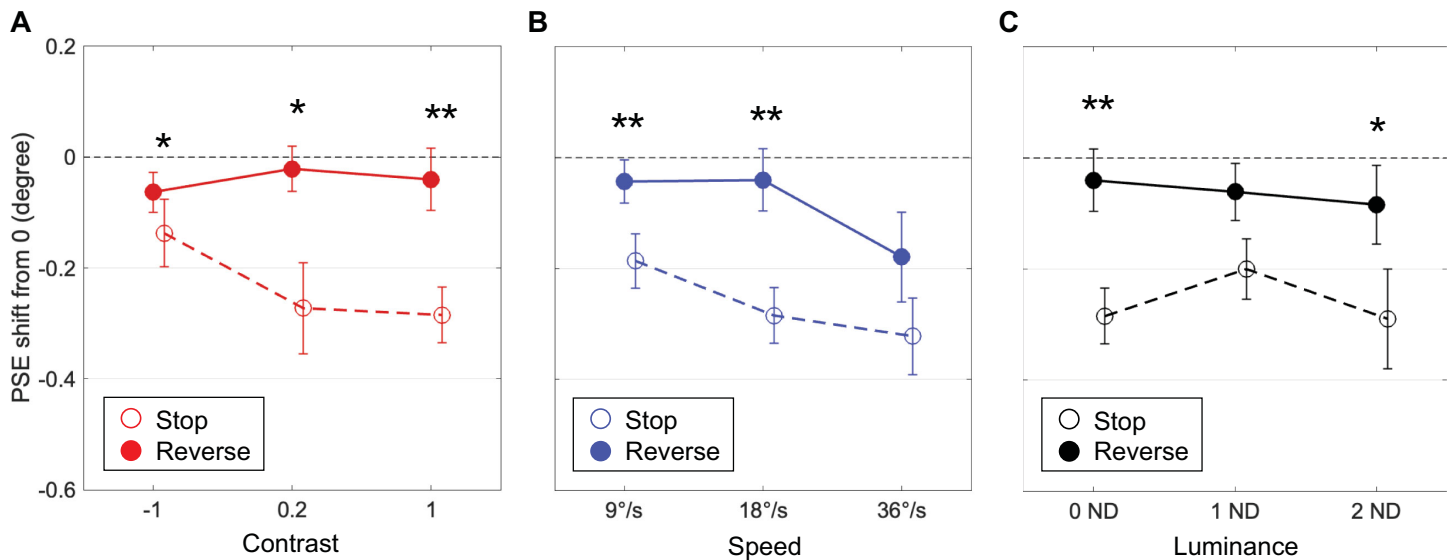 A
B
C
PSE shift from 0 (degree)
0.2
0
-0.2
-0.4
-0.6
* * **
** **
** *
Stop
Reverse
Stop
Reverse
Stop
Reverse
-1 0.2 1
9°/s 18°/s 36°/s
0 ND 1 ND 2 ND
Contrast
Speed
Luminance